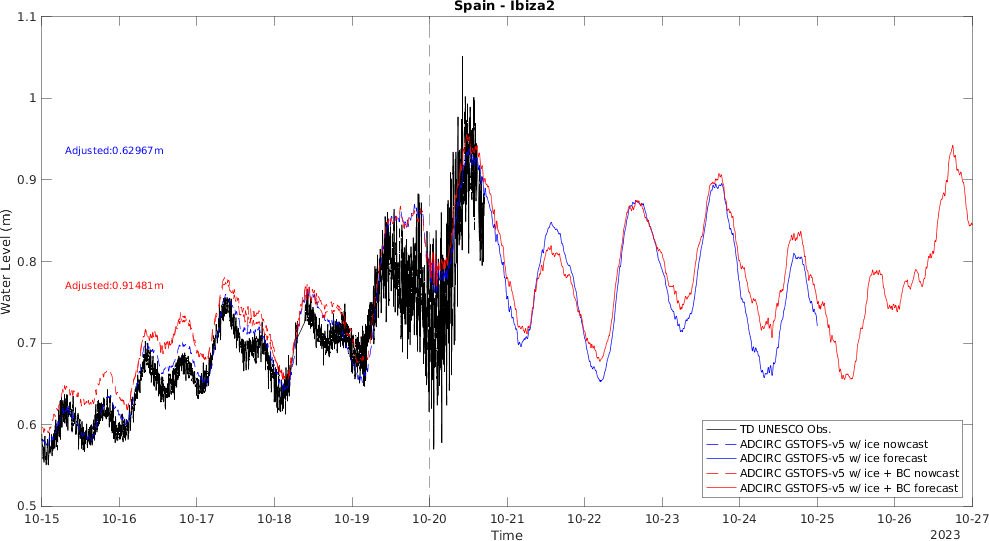 Spain - Ibiza2
1.1
1
0.9
0.8
0.7
0.6
0.5
Water Level (m)
Adjusted:0.62967m
Adjusted:0.91481m
TD UNESCO Obs.
ADCIRC GSTOFS-v5 w/ ice nowcast
ADCIRC GSTOFS-v5 w/ ice forecast
ADCIRC GSTOFS-v5 w/ ice + BC nowcast
ADCIRC GSTOFS-v5 w/ ice + BC forecast
10-15 10-16 10-17 10-18 10-19 10-20 10-21 10-22 10-23 10-24 10-25 10-26 10-27
Time
2023